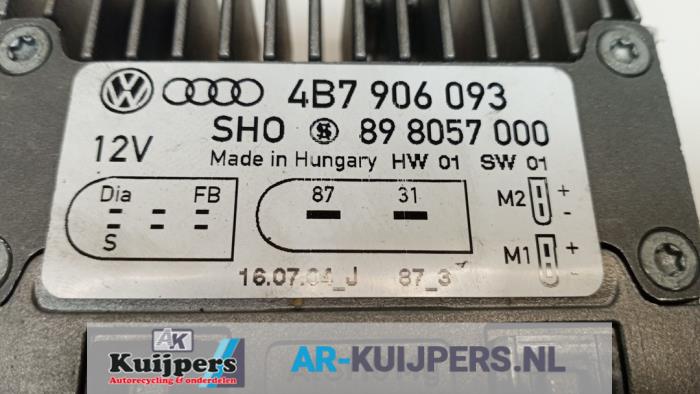 4B7 906 093
SHO 89 8057 000
12V
Made in Hungary HW 01 SW 01
Dia FB
S
87 31
M2 + -
M1 + -
16.07.04_J 87_3
AK
Kuijpers
Autorecycling & onderdelen
AR-KUIJPERS.NL